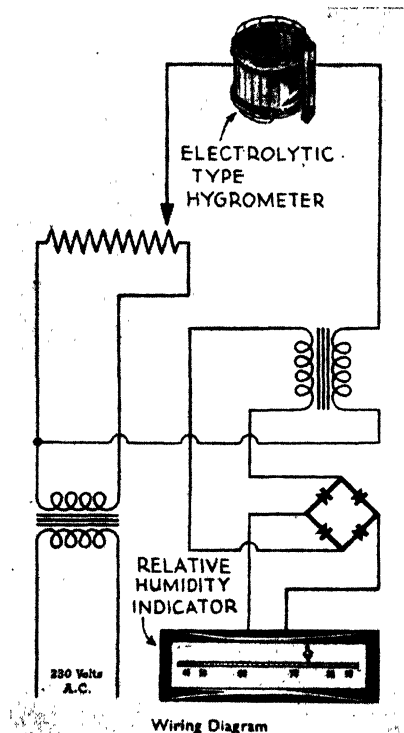 ELECTROLYTIC
TYPE
HYGROMETER
RELATIVE
HUMIDITY
INDICATOR
230 Volts
A.C.
Wiring Diagram